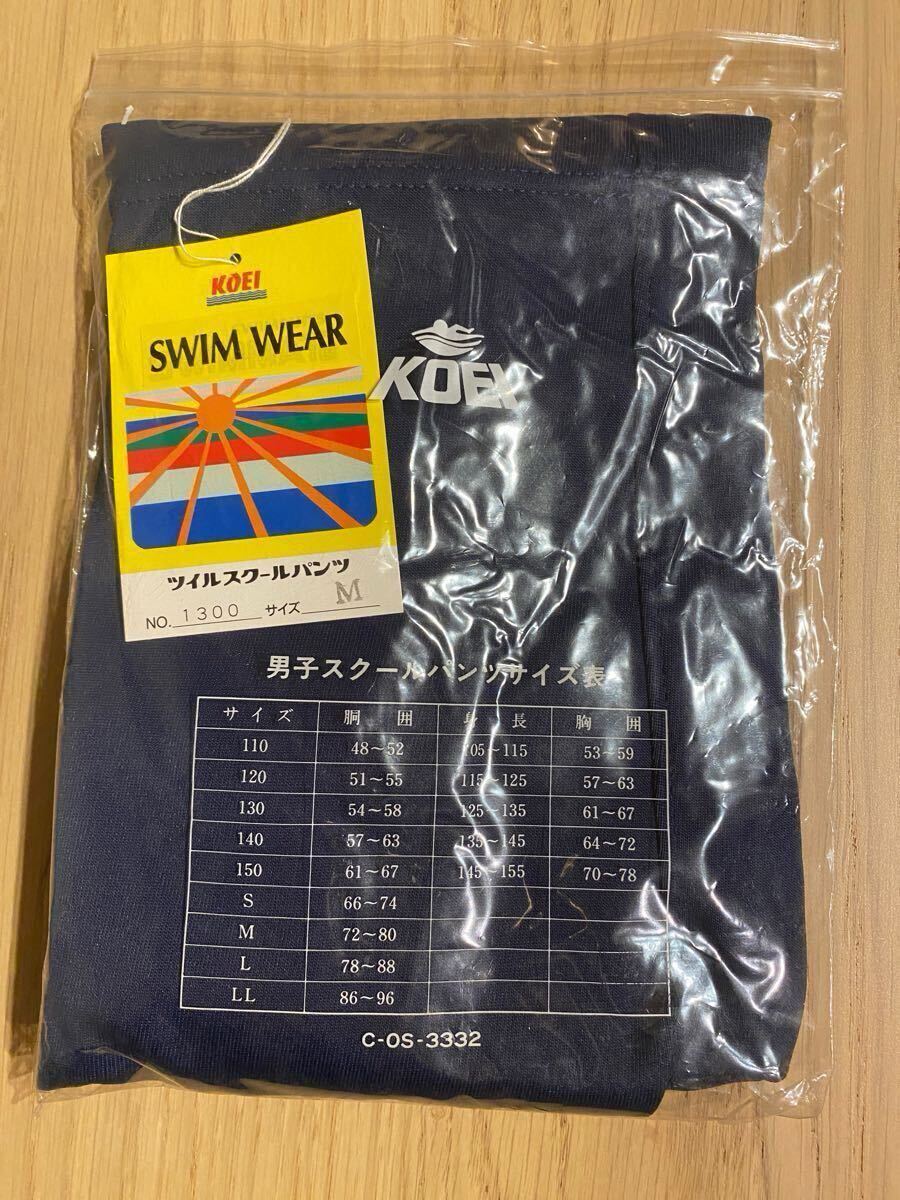 KOEI
SWIM WEAR
ツイルスクールパンツ
NO. 1300 サイズ M
KOEI
男子スクールパンツサイズ表
サイズ 胴囲 身長 胸囲
110 48~52 105~115 53~59
120 51~55 115~125 57~63
130 54~58 125~135 61~67
140 57~63 135~145 64~72
150 61~67 145~155 70~78
S 66~74
M 72~80
L 78~88
LL 86~96
C-OS-3332